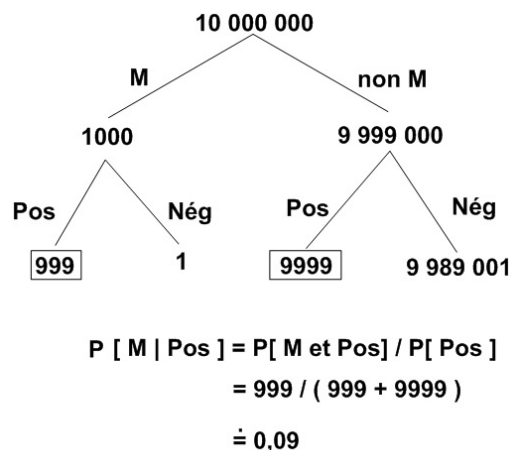 10 000 000
M non M
1000 9 999 000
Pos Nég Pos Nég
999 1 9999 9 989 001
P [ M | Pos ] = P[ M et Pos] / P[ Pos ]
= 999 / ( 999 + 9999 )
≐ 0,09